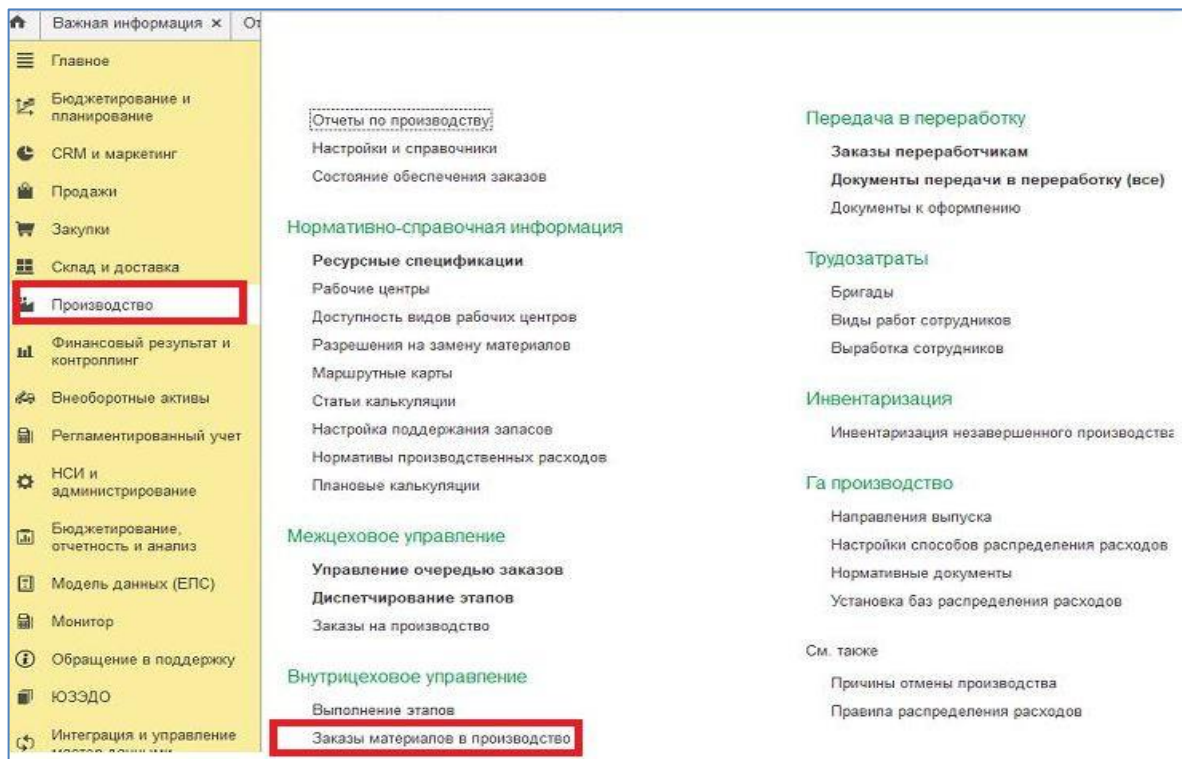 Важная информация ×
От
Главное
Бюджетирование и
планирование
CRM и маркетинг
Продажи
Закупки
Склад и доставка
Производство
Финансовый результат и
контроллинг
Внеоборотные активы
Регламентированный учет
НСИ и
администрирование
Бюджетирование,
отчетность и анализ
Модель данных (ЕПС)
Монитор
Обращение в поддержку
ЮЗЭДО
Интеграция и управление
мастер данными
Отчеты по производству
Настройки и справочники
Состояние обеспечения заказов
Нормативно-справочная информация
Ресурсные спецификации
Рабочие центры
Доступность видов рабочих центров
Разрешения на замену материалов
Маршрутные карты
Статьи калькуляции
Настройка поддержания запасов
Нормативы производственных расходов
Плановые калькуляции
Межцеховое управление
Управление очередью заказов
Диспетчирование этапов
Заказы на производство
Внутрицеховое управление
Выполнение этапов
Заказы материалов в производство
Передача в переработку
Заказы переработчикам
Документы передачи в переработку (все)
Документы к оформлению
Трудозатраты
Бригады
Виды работ сотрудников
Выработка сотрудников
Инвентаризация
Инвентаризация незавершенного производства
Га производство
Направления выпуска
Настройки способов распределения расходов
Нормативные документы
Установка баз распределения расходов
См. также
Причины отмены производства
Правила распределения расходов